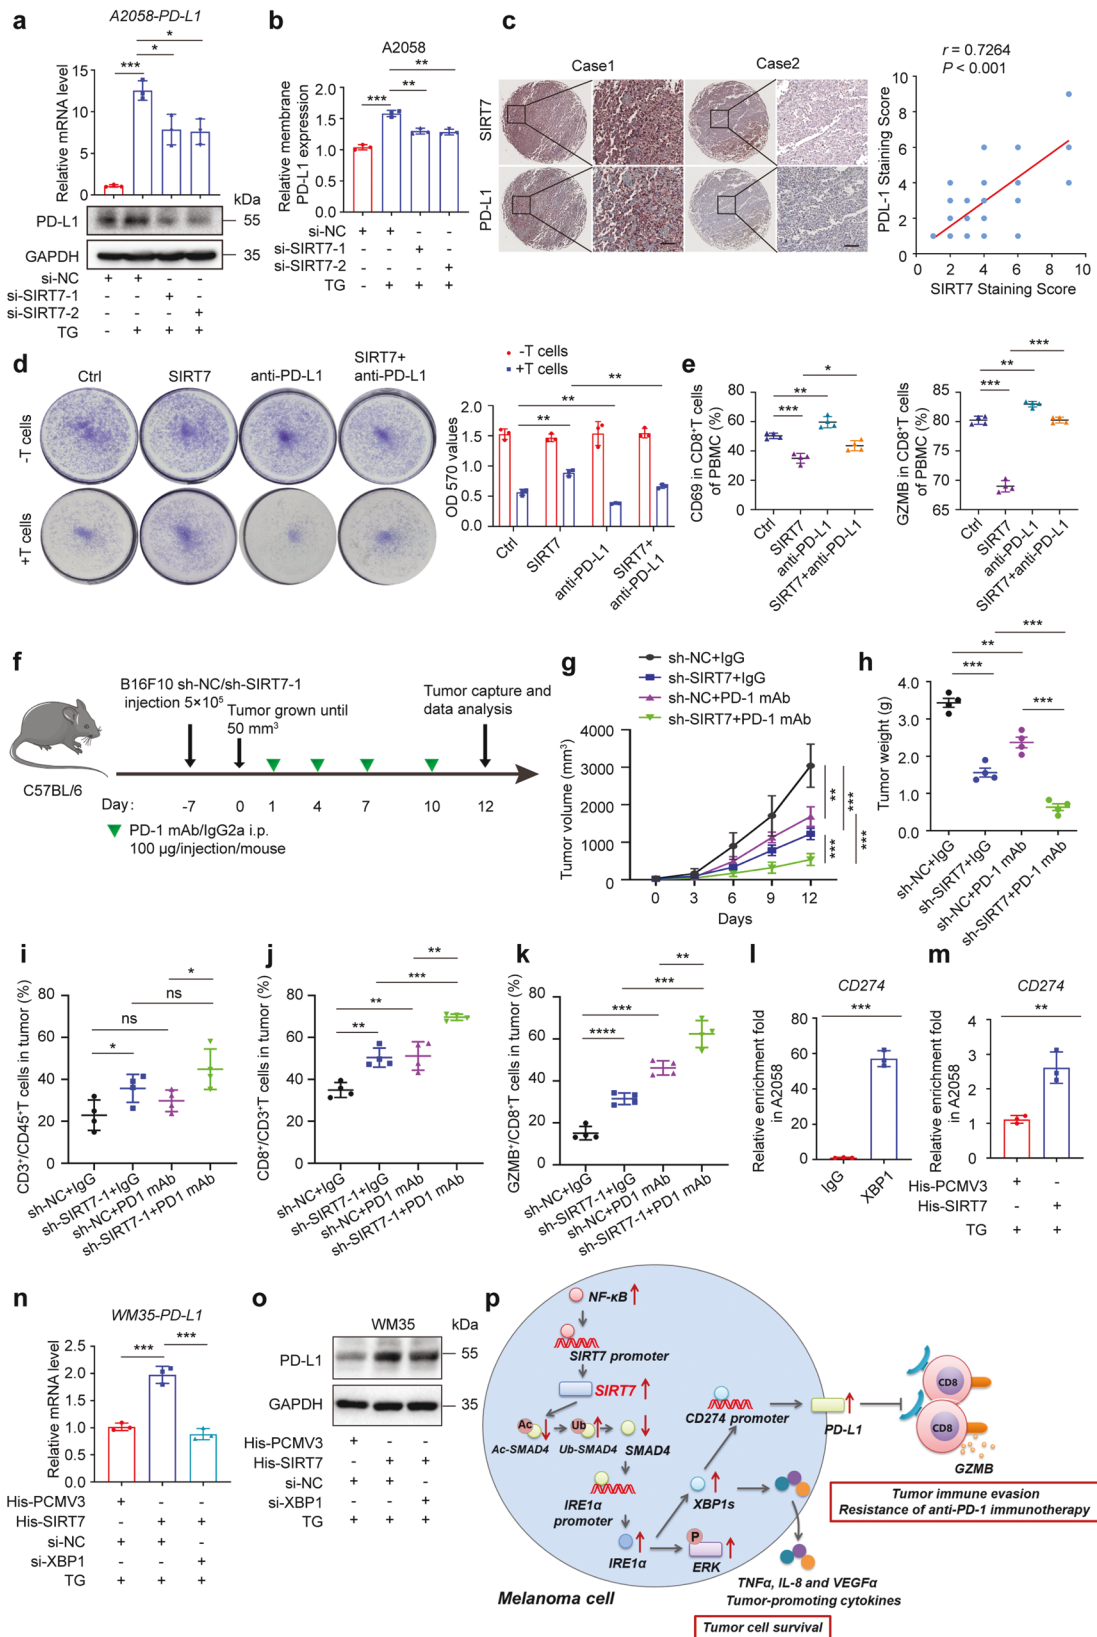 a
A2058-PD-L1
*
*
***
Relative mRNA level
15
10
5
0
kDa
PD-L1
55
GAPDH
35
si-NC + + - -
si-SIRT7-1 - - + -
si-SIRT7-2 - - - +
TG - + + +
b
A2058
**
**
***
Relative membrane
PD-L1 expression
2.0
1.5
1.0
0.5
0.0
si-NC + + - -
si-SIRT7-1 - - + -
si-SIRT7-2 - - - +
TG - + + +
c
Case1 Case2
SIRT7
PD-L1
r = 0.7264
P < 0.001
PDL-1 Staining Score
10
8
6
4
2
0
0 2 4 6 8 10
SIRT7 Staining Score
d
Ctrl SIRT7 anti-PD-L1 SIRT7+
anti-PD-L1
-T cells
+T cells
-T cells
+T cells
**
**
**
OD 570 values
2.0
1.5
1.0
0.5
0.0
Ctrl
SIRT7
anti-PD-L1
SIRT7+
anti-PD-L1
e
*
**
***
CD69 in CD8+T cells
of PBMC (%)
80
60
40
20
0
Ctrl
SIRT7
anti-PD-L1
SIRT7+anti-PD-L1
***
**
***
GZMB in CD8+T cells
of PBMC (%)
85
80
75
70
65
Ctrl
SIRT7
anti-PD-L1
SIRT7+anti-PD-L1
f
B16F10 sh-NC/sh-SIRT7-1
injection 5×10⁵
Tumor grown until
50 mm³
Tumor capture and
data analysis
C57BL/6
Day: -7 0 1 4 7 10 12
PD-1 mAb/IgG2a i.p.
100 µg/injection/mouse
g
sh-NC+IgG
sh-SIRT7+IgG
sh-NC+PD-1 mAb
sh-SIRT7+PD-1 mAb
Tumor volume (mm³)
4000
3000
2000
1000
0
0 3 6 9 12
Days
**
***
***
***
h
***
**
***
***
Tumor weight (g)
4.0
3.0
2.0
1.0
0.0
sh-NC+IgG
sh-SIRT7+IgG
sh-NC+PD-1 mAb
sh-SIRT7+PD-1 mAb
i
*
ns
ns
*
CD3+/CD45+T cells in tumor (%)
80
60
40
20
0
sh-NC+IgG
sh-SIRT7-1+IgG
sh-NC+PD1 mAb
sh-SIRT7-1+PD1 mAb
j
**
***
**
**
CD8+/CD3+T cells in tumor (%)
80
60
40
20
0
sh-NC+IgG
sh-SIRT7-1+IgG
sh-NC+PD1 mAb
sh-SIRT7-1+PD1 mAb
k
**
***
***
****
GZMB+/CD8+T cells in tumor (%)
80
60
40
20
0
sh-NC+IgG
sh-SIRT7-1+IgG
sh-NC+PD1 mAb
sh-SIRT7-1+PD1 mAb
l
CD274
***
Relative enrichment fold
in A2058
80
60
40
20
0
IgG
XBP1
m
CD274
**
Relative enrichment fold
in A2058
4
3
2
1
0
His-PCMV3 + -
His-SIRT7 - +
TG + +
n
WM35-PD-L1
***
***
Relative mRNA level
2.5
2.0
1.5
1.0
0.5
0.0
His-PCMV3 + - -
His-SIRT7 - + +
si-NC + + -
si-XBP1 - - +
TG + + +
o
WM35
kDa
PD-L1
55
GAPDH
35
His-PCMV3 + - -
His-SIRT7 - + +
si-NC + + -
si-XBP1 - - +
TG + + +
p
NF-κB
SIRT7 promoter
SIRT7
Ac
Ub
Ac-SMAD4 Ub-SMAD4 SMAD4
IRE1α
promoter
IRE1α
P
ERK
XBP1s
CD274 promoter
PD-L1
CD8
CD8
GZMB
Tumor immune evasion
Resistance of anti-PD-1 immunotherapy
TNFα, IL-8 and VEGFα
Tumor-promoting cytokines
Melanoma cell
Tumor cell survival